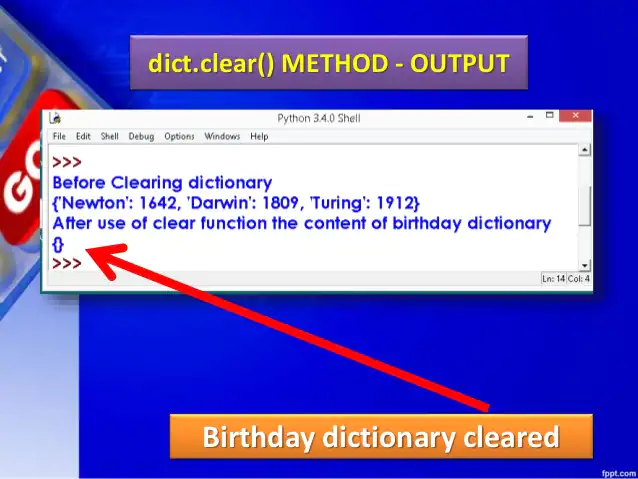 dict.clear() METHOD - OUTPUT
Python 3.4.0 Shell
File Edit Shell Debug Options Windows Help
>>>
Before Clearing dictionary
{'Newton': 1642, 'Darwin': 1809, 'Turing': 1912}
After use of clear function the content of birthday dictionary
{}
>>>
Ln: 14 Col: 4
Birthday dictionary cleared
fppt.com